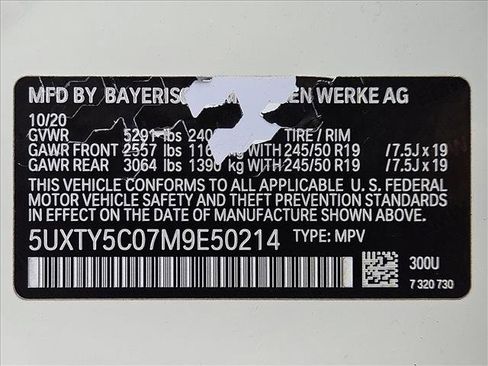 MFD BY BAYERIS EN WERKE AG
10/20
GVWR 5291 lbs 240 TIRE / RIM
GAWR FRONT 2557 lbs 116 kg WITH 245/50 R19 /7.5J x 19
GAWR REAR 3064 lbs 1390 kg WITH 245/50 R19 /7.5J x 19
THIS VEHICLE CONFORMS TO ALL APPLICABLE U. S. FEDERAL
MOTOR VEHICLE SAFETY AND THEFT PREVENTION STANDARDS
IN EFFECT ON THE DATE OF MANUFACTURE SHOWN ABOVE.
5UXTY5C07M9E50214 TYPE: MPV
300U
7 320 730